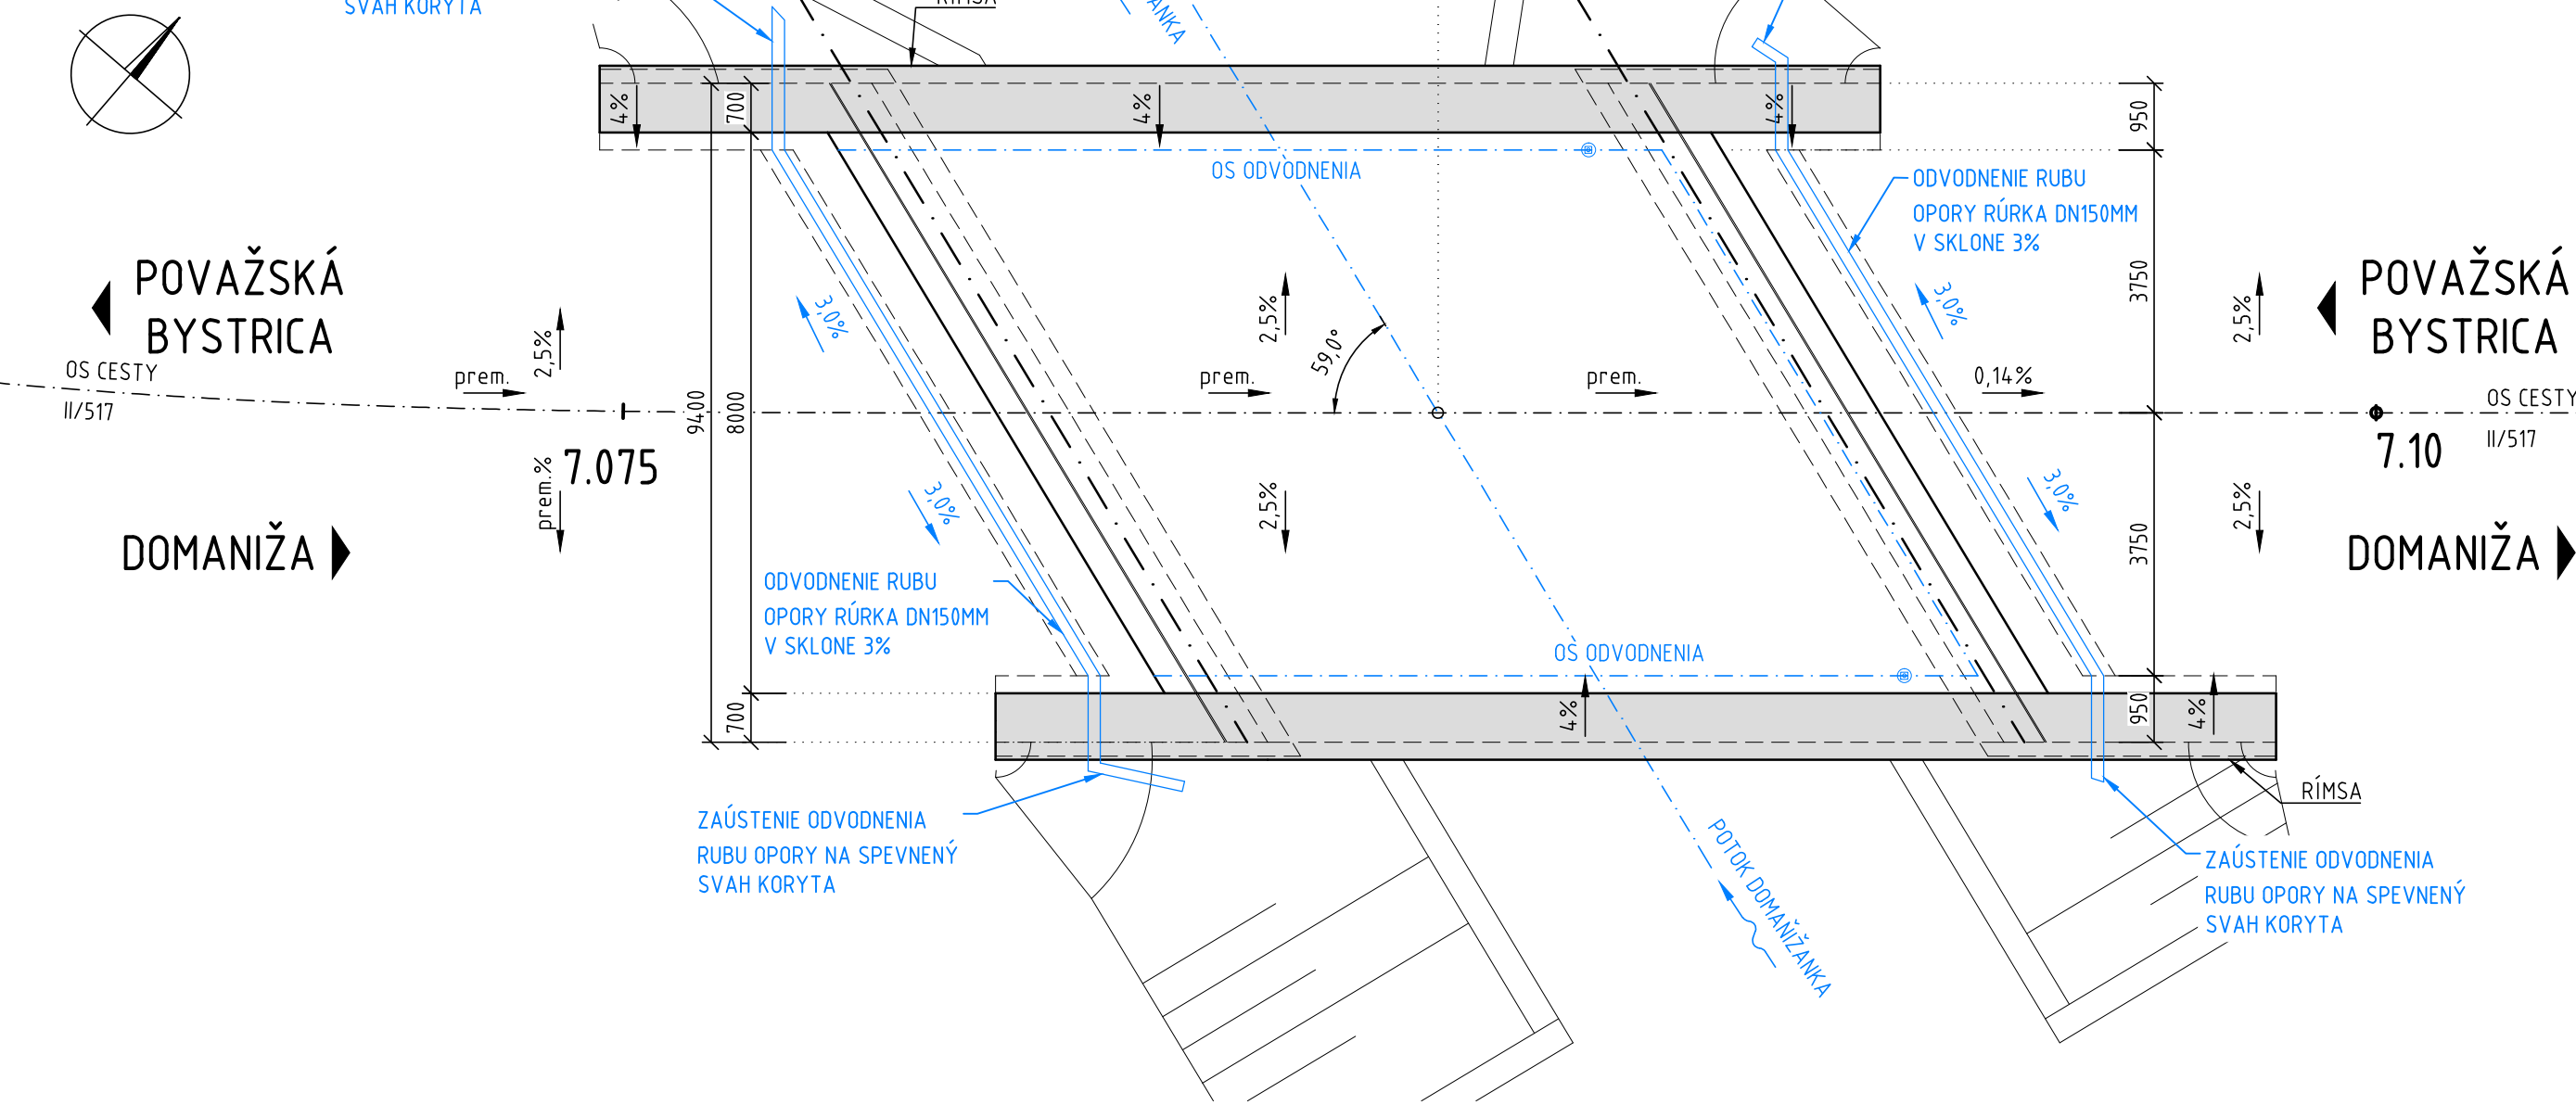 SVAH KORYTA
RÍMSA
ANKA
4%
700
4%
4%
950
OS ODVODNENIA
ODVODNENIE RUBU
OPORY RÚRKA DN150MM
V SKLONE 3%
POVAŽSKÁ
BYSTRICA
3,0%
2,5%
2,5%
59,0°
3,0%
3750
2,5%
POVAŽSKÁ
BYSTRICA
OS CESTY
II/517
prem.
prem.
prem.
0,14%
OS CESTY
II/517
9400
8000
7.075
7.10
prem.%
3,0%
2,5%
3,0%
3750
2,5%
DOMANIŽA
DOMANIŽA
ODVODNENIE RUBU
OPORY RÚRKA DN150MM
V SKLONE 3%
OS ODVODNENIA
700
4%
950
4%
RÍMSA
ZAÚSTENIE ODVODNENIA
RUBU OPORY NA SPEVNENÝ
SVAH KORYTA
POTOK DOMANIŽANKA
ZAÚSTENIE ODVODNENIA
RUBU OPORY NA SPEVNENÝ
SVAH KORYTA